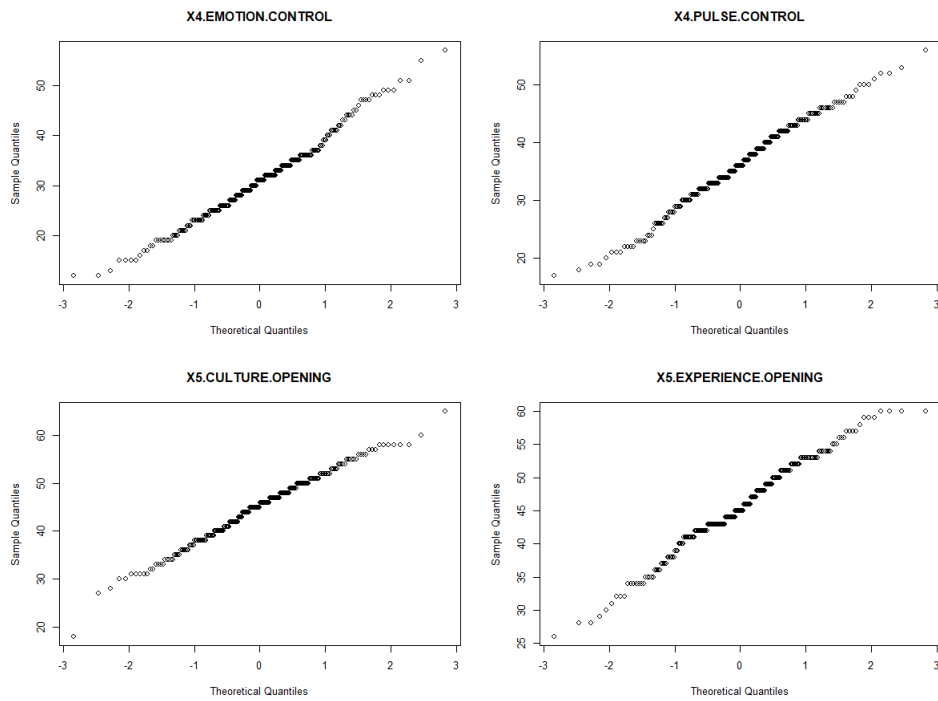 X4.EMOTION.CONTROL
Sample Quantiles
50
40
30
20
-3 -2 -1 0 1 2 3
Theoretical Quantiles
X4.PULSE.CONTROL
Sample Quantiles
50
40
30
20
-3 -2 -1 0 1 2 3
Theoretical Quantiles
X5.CULTURE.OPENING
Sample Quantiles
60
50
40
30
20
-3 -2 -1 0 1 2 3
Theoretical Quantiles
X5.EXPERIENCE.OPENING
Sample Quantiles
60
55
50
45
40
35
30
25
-3 -2 -1 0 1 2 3
Theoretical Quantiles